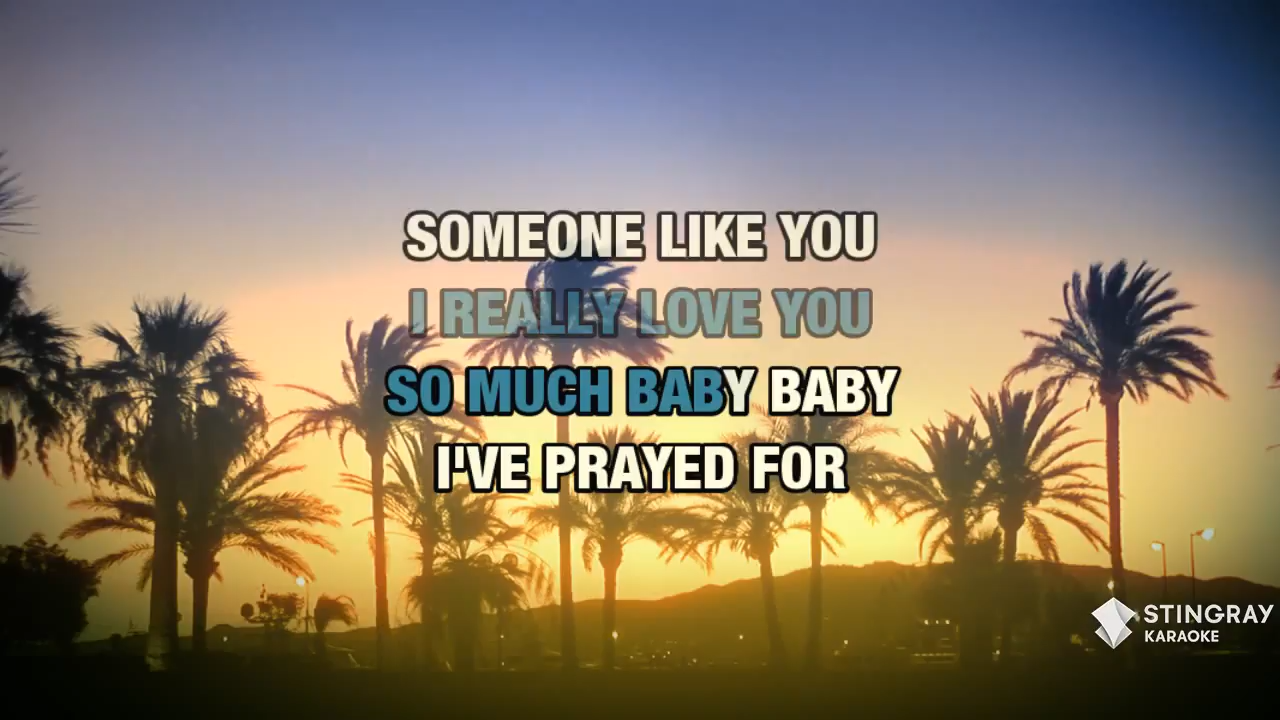 SOMEONE LIKE YOU
I REALLY LOVE YOU
SO MUCH BABY BABY
I'VE PRAYED FOR
STINGRAY
KARAOKE